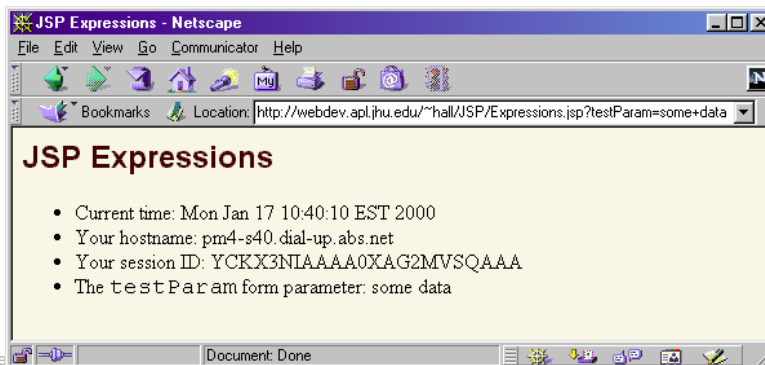 JSP Expressions - Netscape
File Edit View Go Communicator Help
My
N
Bookmarks Location: http://webdev.apl.jhu.edu/~hall/JSP/Expressions.jsp?testParam=some+data
JSP Expressions
• Current time: Mon Jan 17 10:40:10 EST 2000
• Your hostname: pm4-s40.dial-up.abs.net
• Your session ID: YCKX3NIAAAA0XAG2MVSQAAA
• The testParam form parameter: some data
e
Document: Done